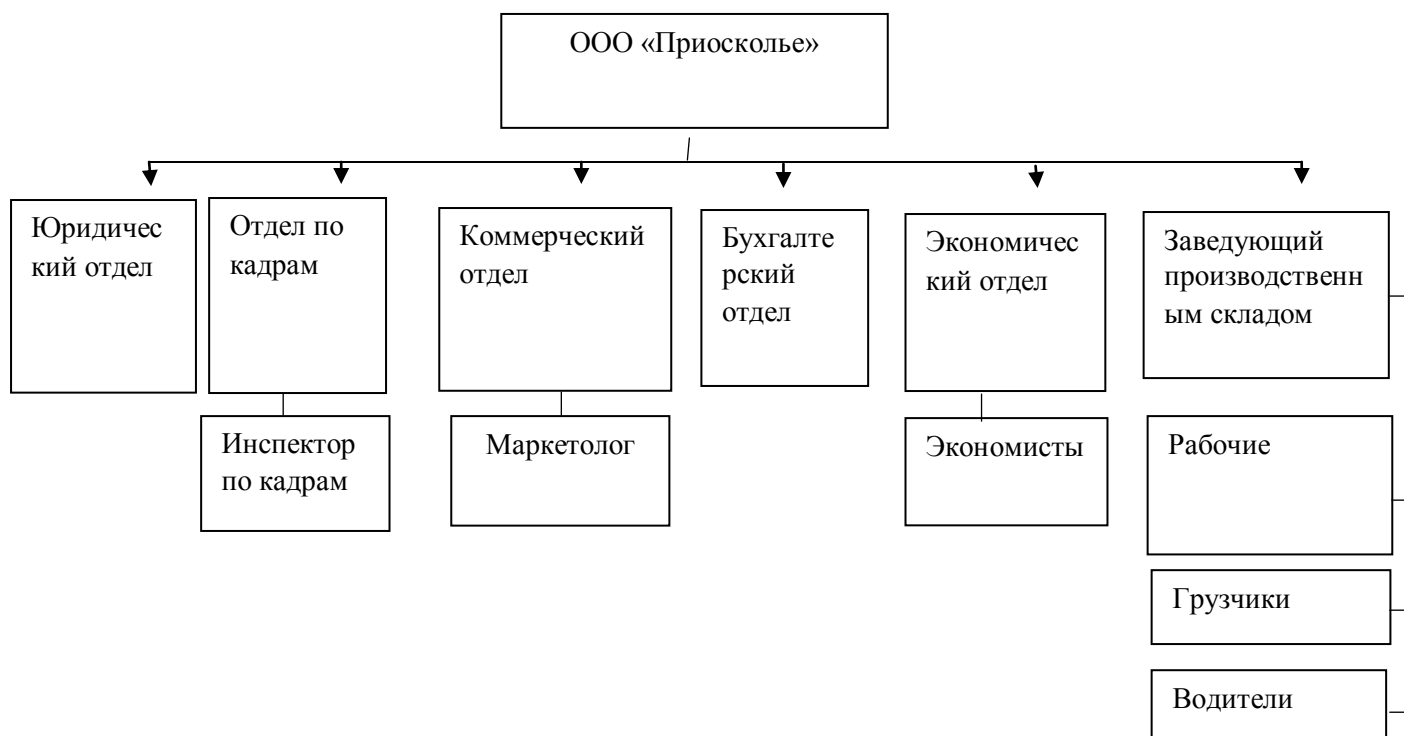 ООО «Приосколье»
Юридичес
кий отдел
Отдел по
кадрам
Коммерческий
отдел
Бухгалте
рский
отдел
Экономичес
кий отдел
Заведующий
производственн
ым складом
Инспектор
по кадрам
Маркетолог
Экономисты
Рабочие
Грузчики
Водители